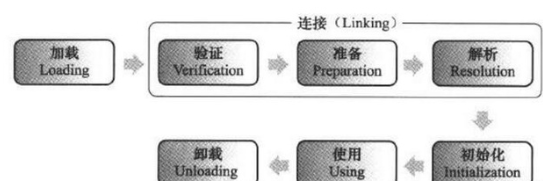 连接（Linking）
加载
Loading
验证
Verification
准备
Preparation
解析
Resolution
初始化
Initialization
使用
Using
卸载
Unloading